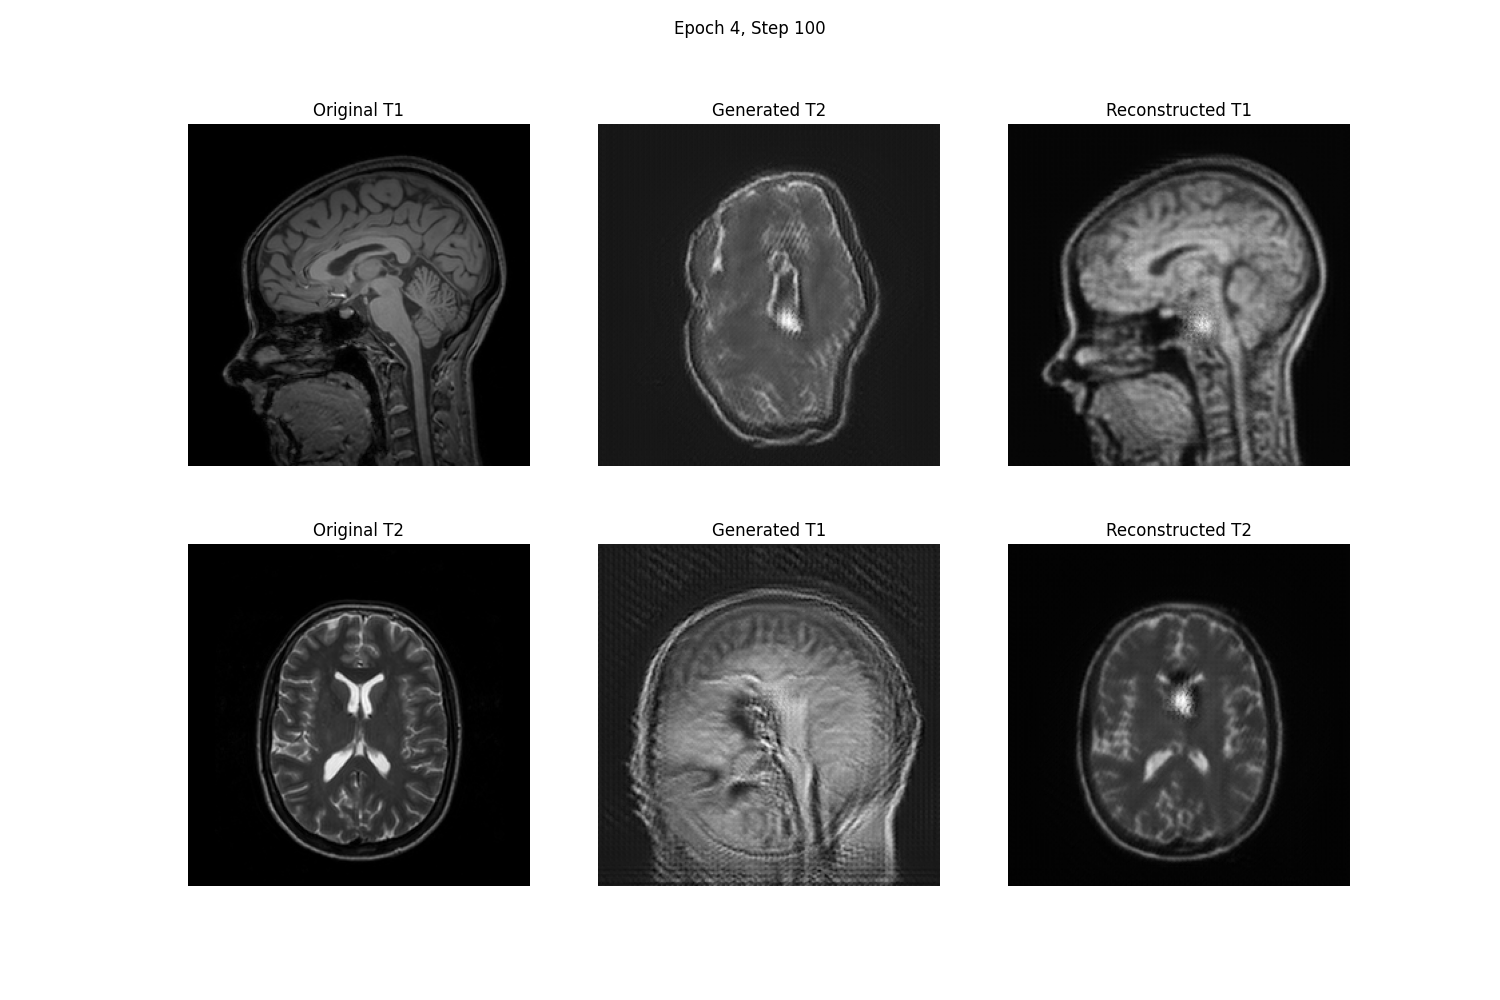 Epoch 4, Step 100
Original T1
Generated T2
Reconstructed T1
Original T2
Generated T1
Reconstructed T2